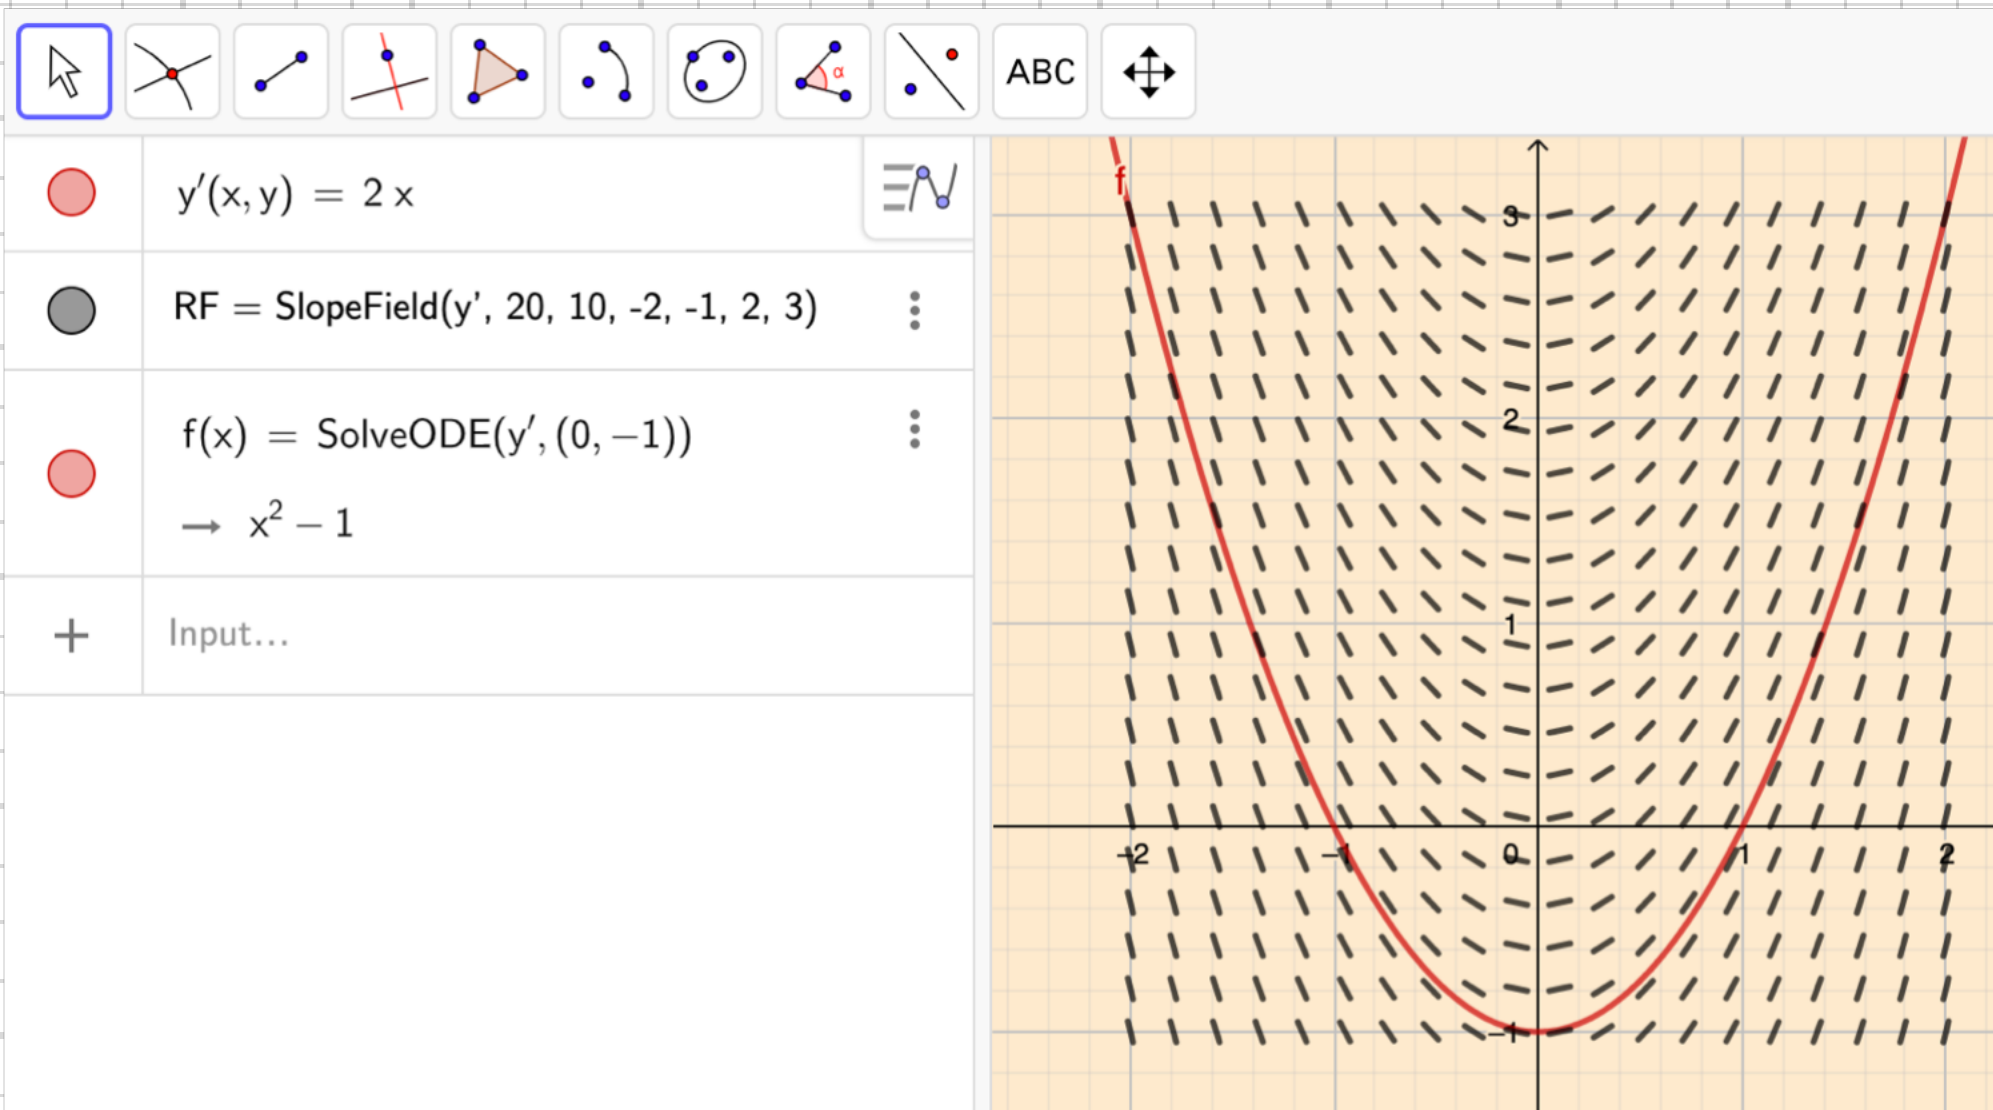 α
ABC
y′(x, y) = 2 x
RF = SlopeField(y’, 20, 10, -2, -1, 2, 3)
f(x) = SolveODE(y′, (0, −1))
→ x² − 1
+ Input...
f
3
2
1
−2 −1 0 1 2
−1